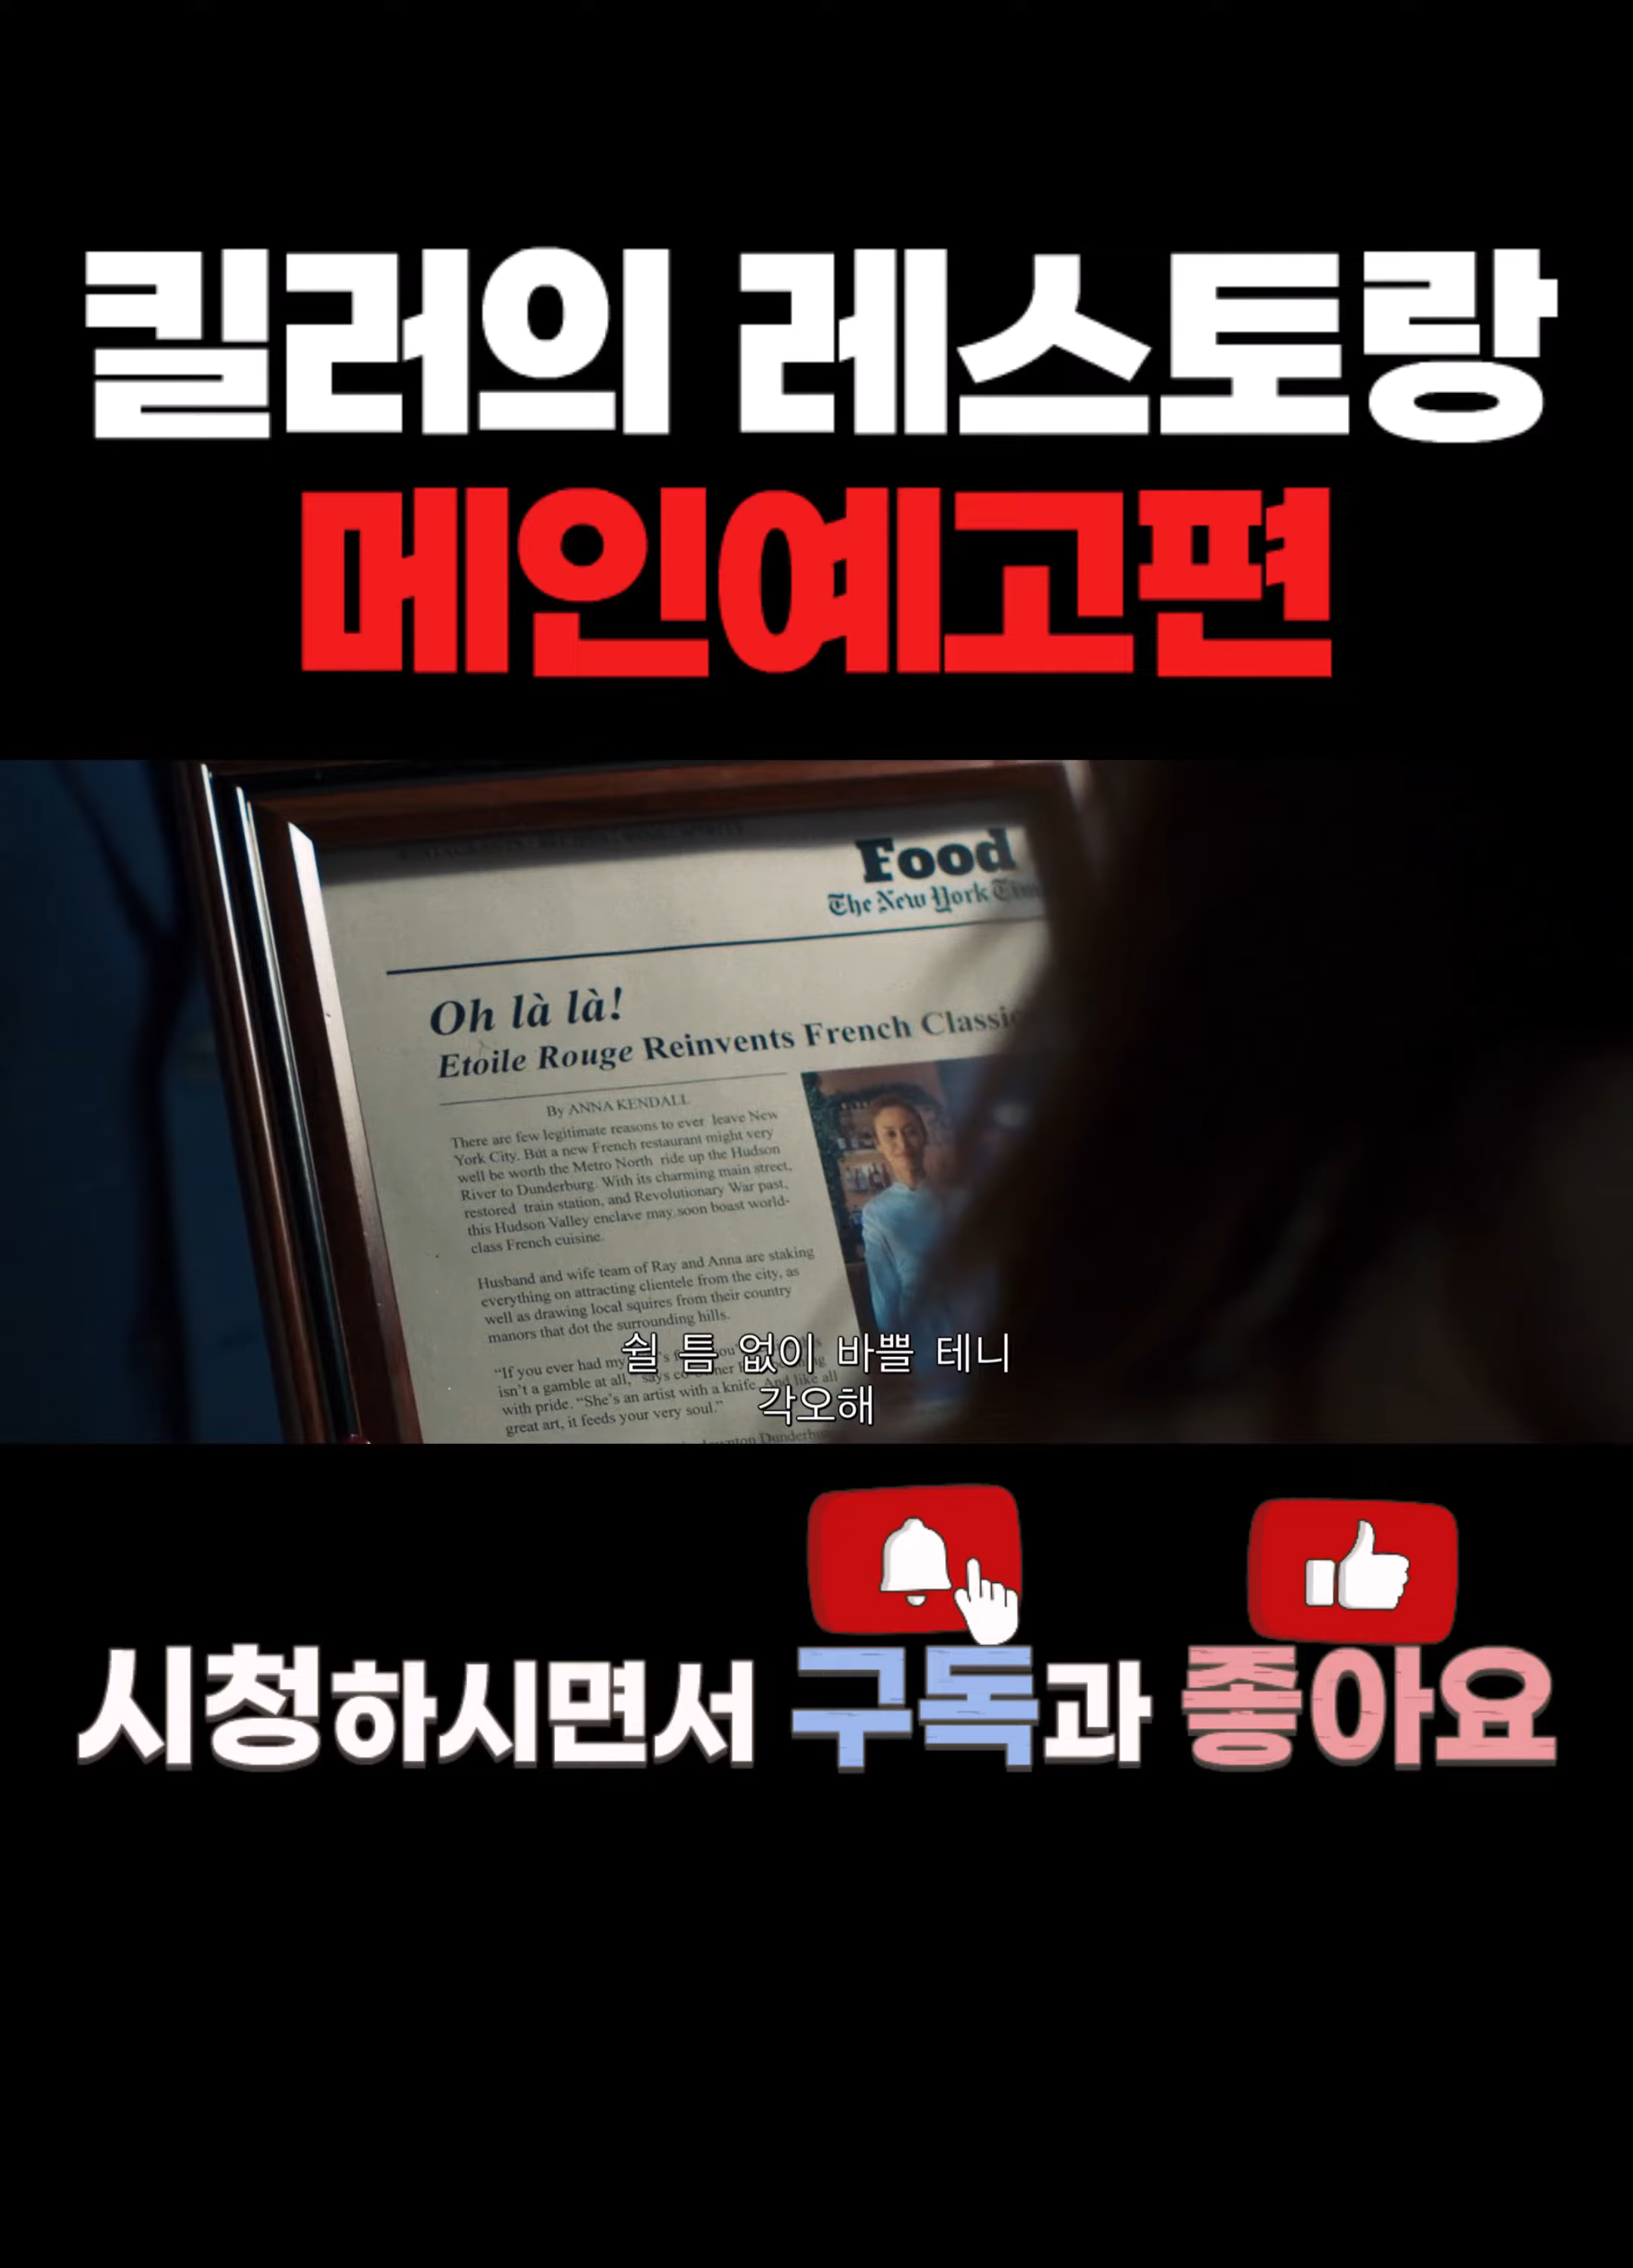 킬러의 레스토랑
메인예고편
Food
The New York
Oh là là!
Etoile Rouge Reinvents French Classic
By ANNA KENDALL
There are few legitimate reasons to ever leave New
York City. But a new French restaurant might very
well be worth the Metro North ride up the Hudson
River to Dunderburg. With its charming main street,
restored train station, and Revolutionary War past,
this Hudson Valley enclave may soon boast world-
class French cuisine.
Husband and wife team of Ray and Anna are staking
everything on attracting clientele from the city, as
well as drawing local squires from their country
manors that dot the surrounding hills.
"If you ever had my
isn't a gamble at all," says
with pride. "She's an artist with a knife. And like all
great art, it feeds your very soul."
쉴 틈 없이 바쁠 테니
각오해
시청하시면서 구독과 좋아요